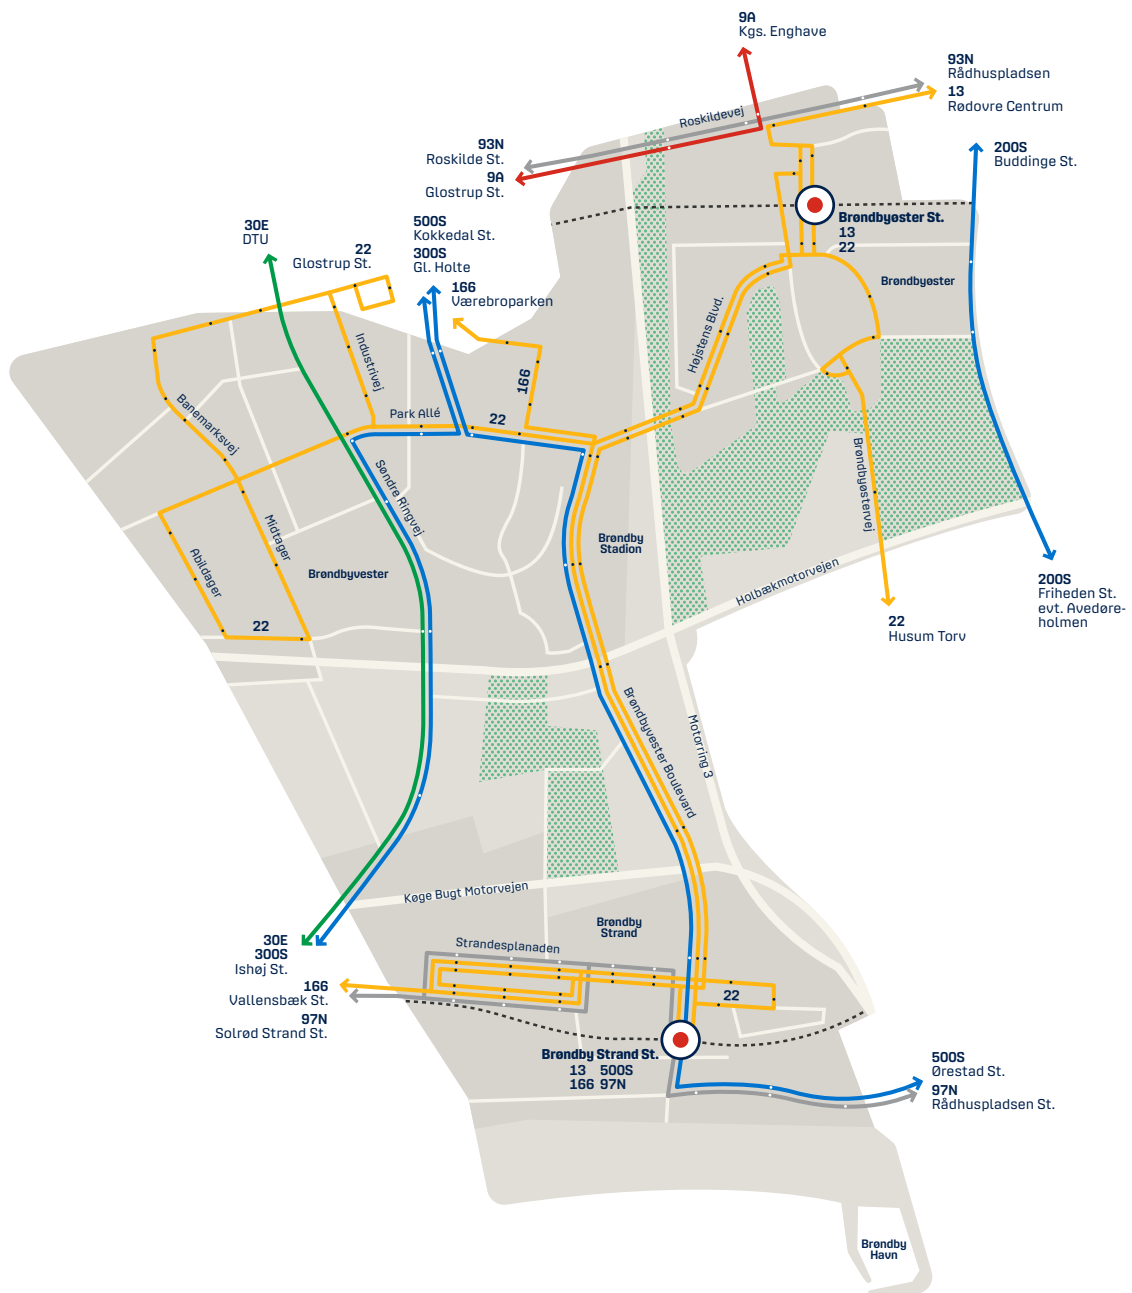 9A
Kgs. Enghave
93N
Rådhuspladsen
13
Rødovre Centrum
Roskildevej
93N
Roskilde St.
9A
Glostrup St.
200S
Buddinge St.
Brøndbyøster St.
13
22
30E
DTU
22
Glostrup St.
500S
Kokkedal St.
300S
Gl. Holte
166
Værebroparken
Brøndbyøster
Højstens Blvd.
Industrivej
166
Park Allé
22
Banemarksvej
Søndre Ringvej
Brøndbyøstervej
Midtager
Abildager
Brøndby
Stadion
Brøndbyvester
Holbækmotorvejen
200S
Friheden St.
evt. Avedøre-
holmen
22
22
Husum Torv
Brøndbyvester Boulevard
Motorring 3
Køge Bugt Motorvejen
Brøndby
Strand
Strandesplanaden
30E
300S
Ishøj St.
166
Vallensbæk St.
97N
Solrød Strand St.
22
Brøndby Strand St.
13 500S
166 97N
500S
Ørestad St.
97N
Rådhuspladsen St.
Brøndby
Havn